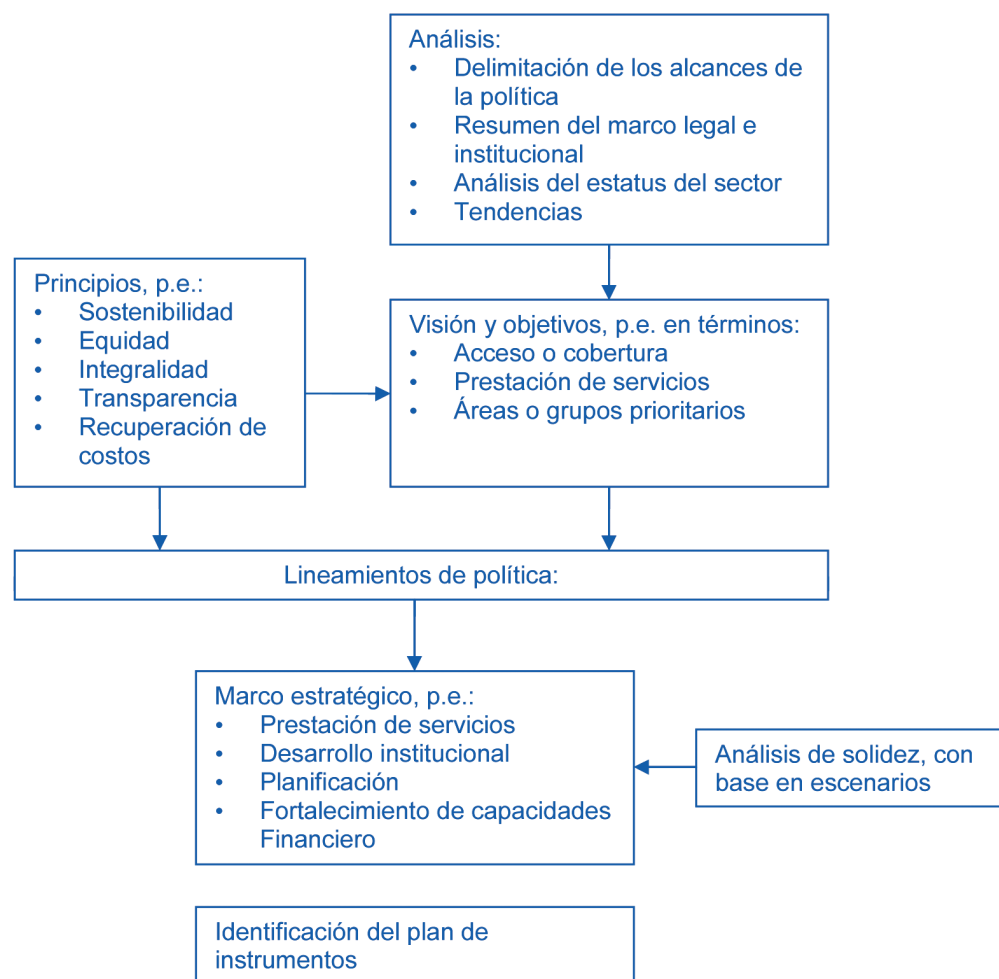 Análisis:
• Delimitación de los alcances de
la política
• Resumen del marco legal e
institucional
• Análisis del estatus del sector
• Tendencias
Principios, p.e.:
• Sostenibilidad
• Equidad
• Integralidad
• Transparencia
• Recuperación de
costos
Visión y objetivos, p.e. en términos:
• Acceso o cobertura
• Prestación de servicios
• Áreas o grupos prioritarios
Lineamientos de política:
Marco estratégico, p.e.:
• Prestación de servicios
• Desarrollo institucional
• Planificación
• Fortalecimiento de capacidades
Financiero
Análisis de solidez, con
base en escenarios
Identificación del plan de
instrumentos